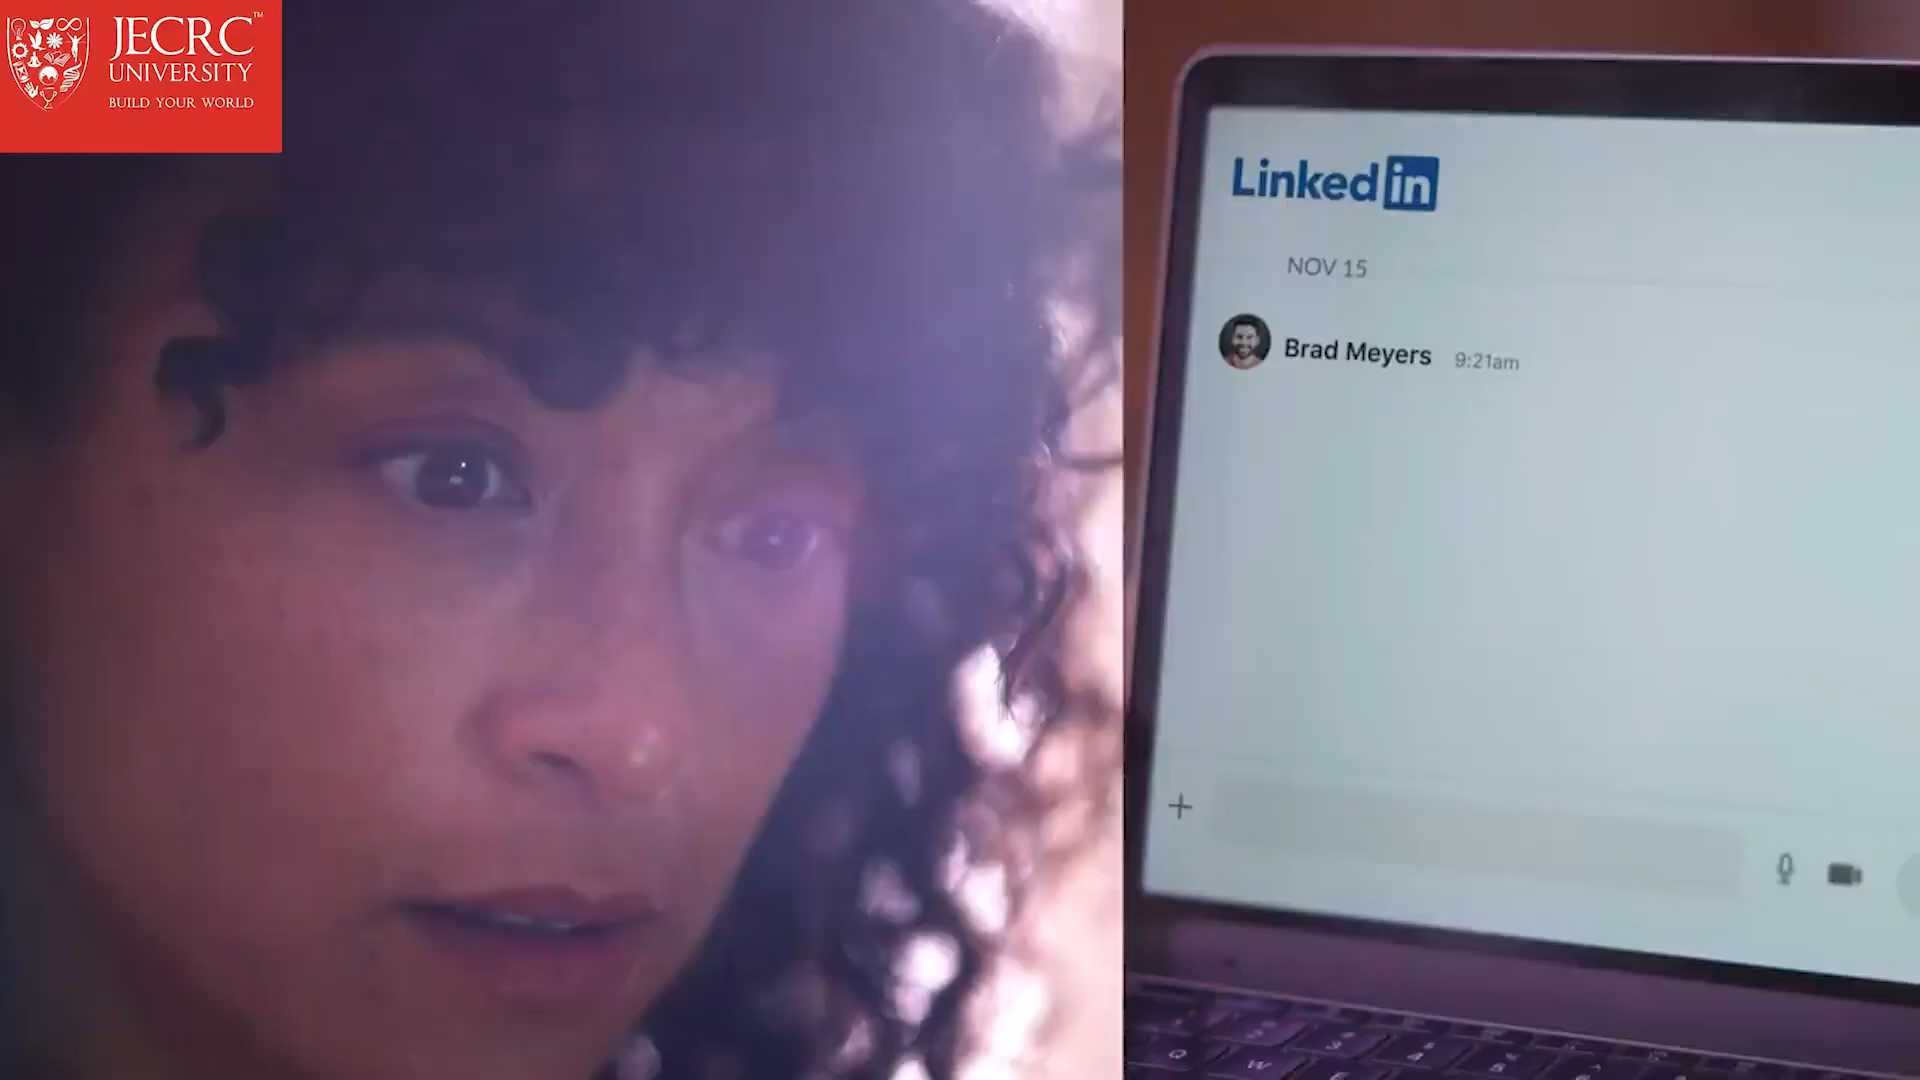 JECRC™
UNIVERSITY
BUILD YOUR WORLD
Linkedin
NOV 15
Brad Meyers 9:21am
Q
W